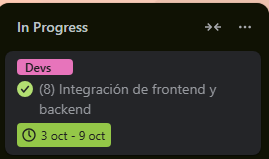 In Progress
Devs
(8) Integración de frontend y
backend
3 oct - 9 oct